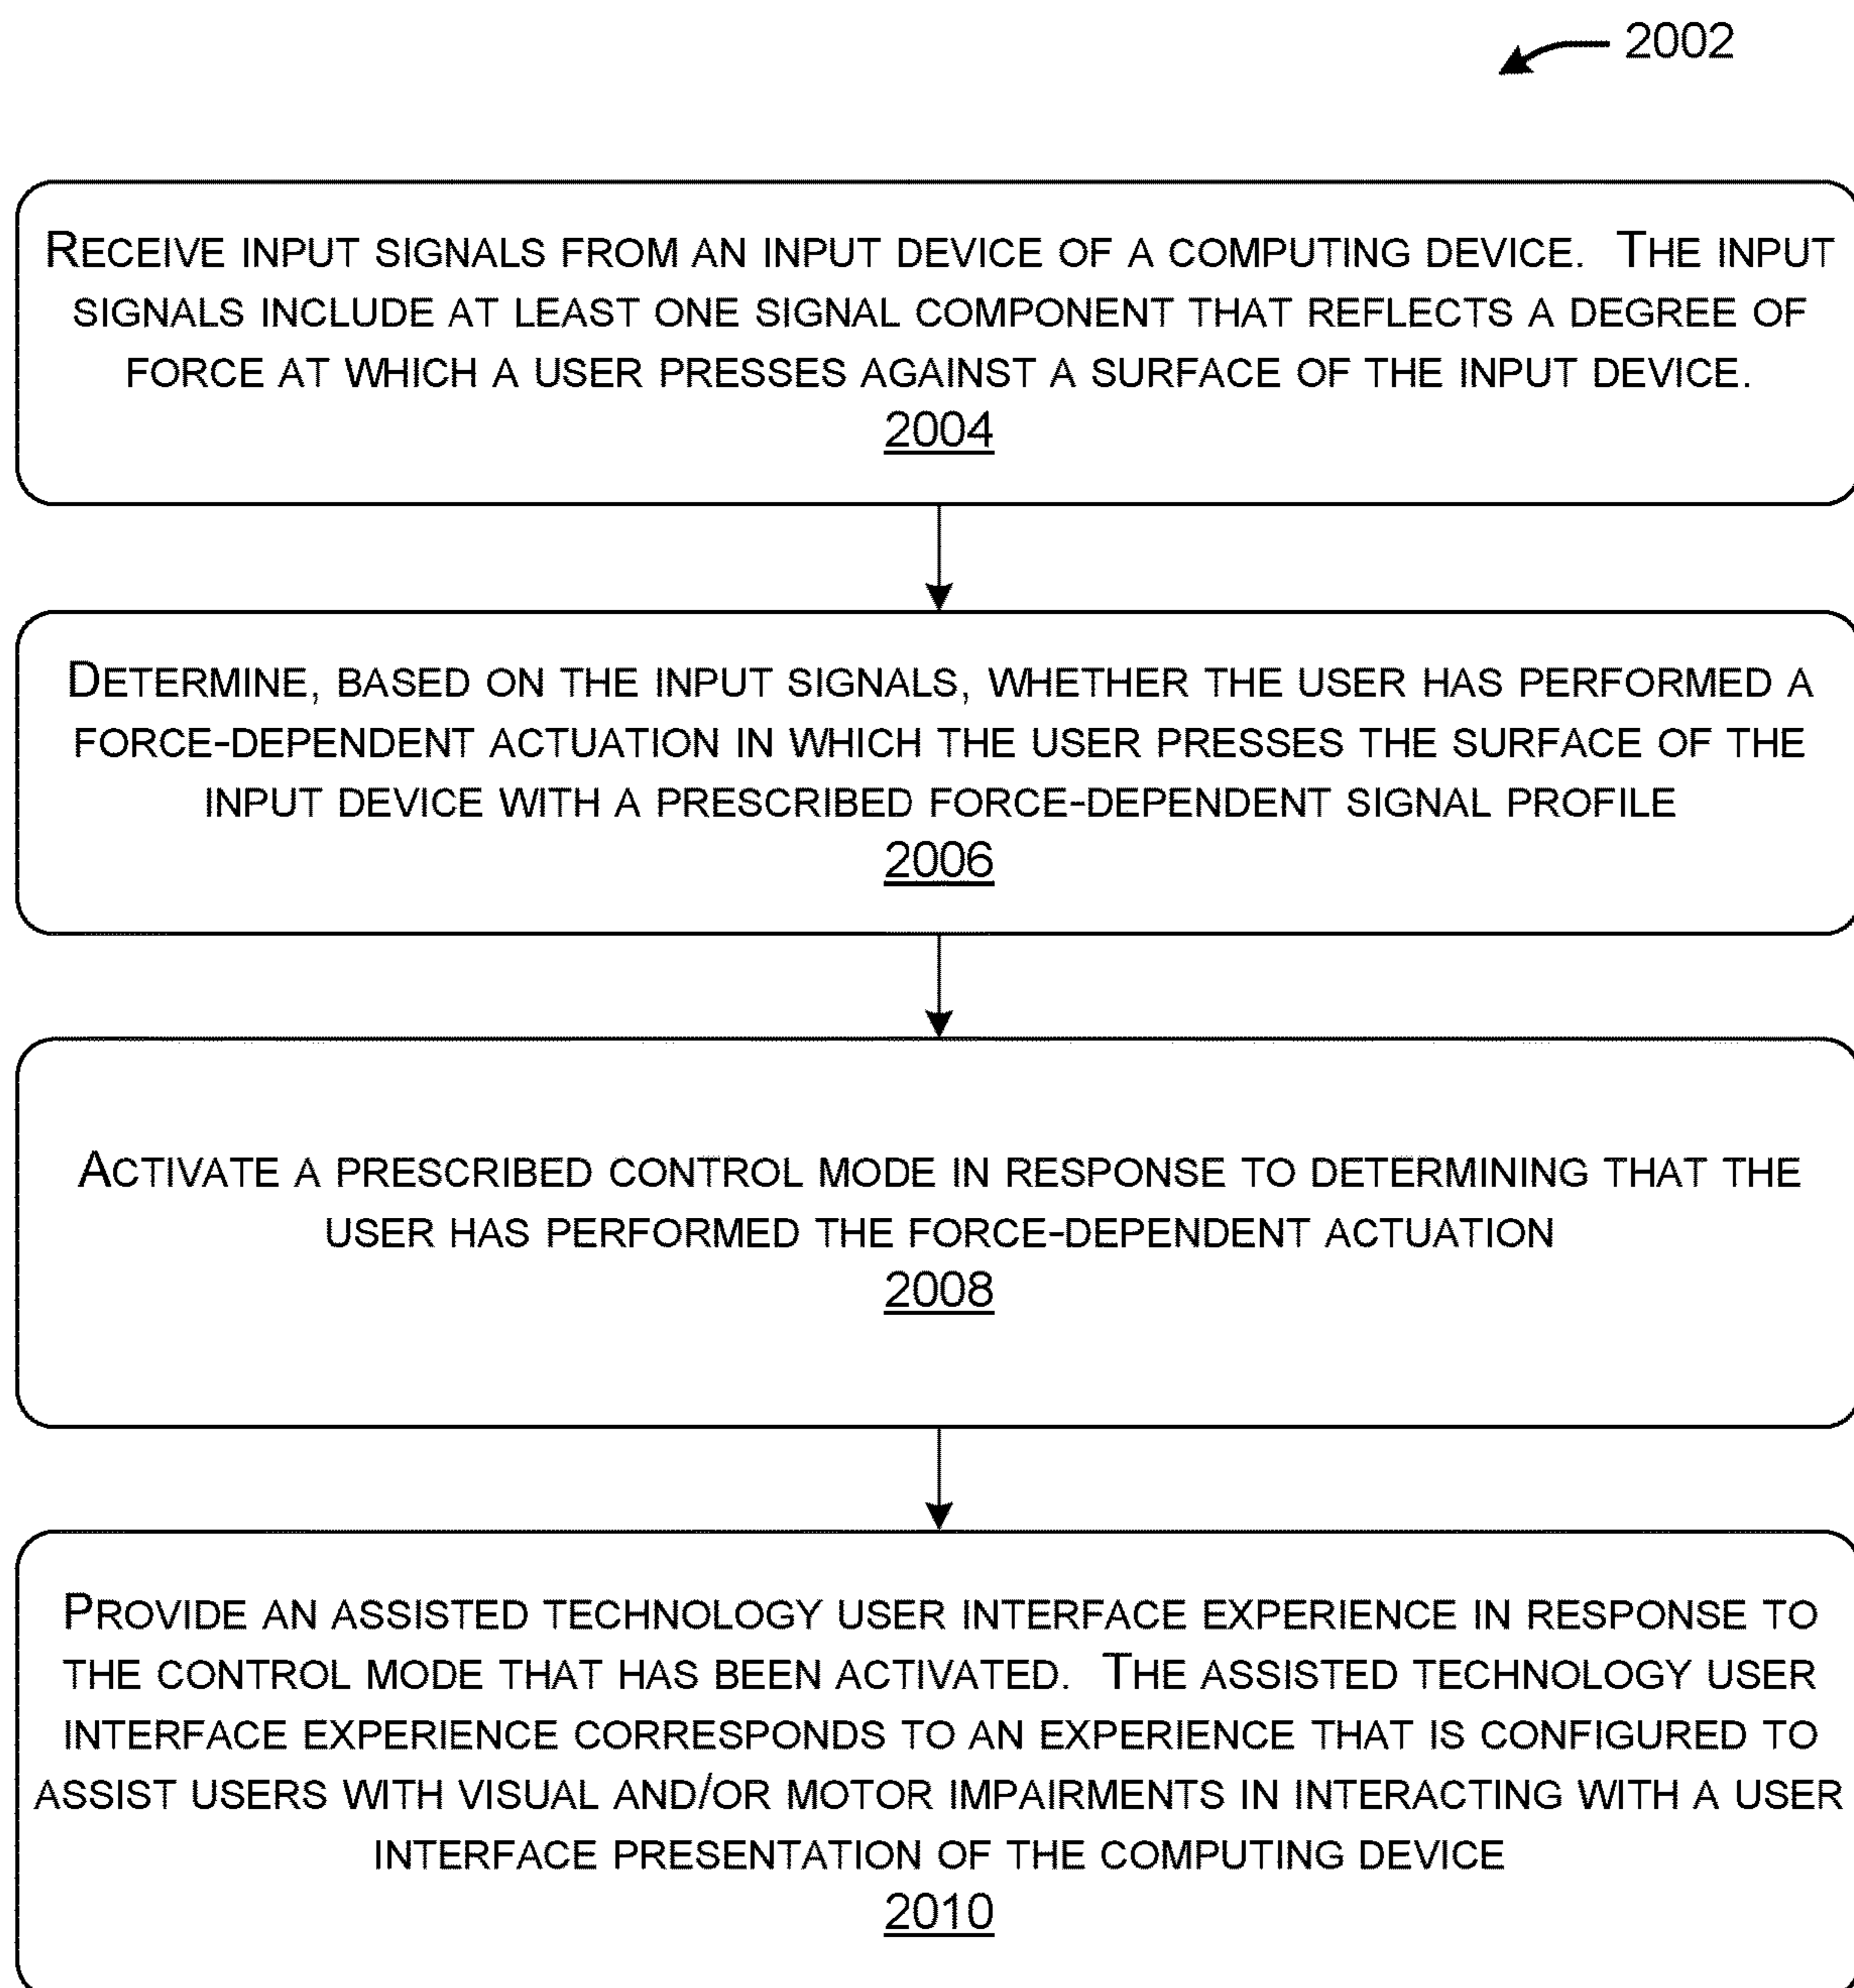 2002
RECEIVE INPUT SIGNALS FROM AN INPUT DEVICE OF A COMPUTING DEVICE.  THE INPUT
SIGNALS INCLUDE AT LEAST ONE SIGNAL COMPONENT THAT REFLECTS A DEGREE OF
FORCE AT WHICH A USER PRESSES AGAINST A SURFACE OF THE INPUT DEVICE.
2004
DETERMINE, BASED ON THE INPUT SIGNALS, WHETHER THE USER HAS PERFORMED A
FORCE-DEPENDENT ACTUATION IN WHICH THE USER PRESSES THE SURFACE OF THE
INPUT DEVICE WITH A PRESCRIBED FORCE-DEPENDENT SIGNAL PROFILE
2006
ACTIVATE A PRESCRIBED CONTROL MODE IN RESPONSE TO DETERMINING THAT THE
USER HAS PERFORMED THE FORCE-DEPENDENT ACTUATION
2008
PROVIDE AN ASSISTED TECHNOLOGY USER INTERFACE EXPERIENCE IN RESPONSE TO
THE CONTROL MODE THAT HAS BEEN ACTIVATED.  THE ASSISTED TECHNOLOGY USER
INTERFACE EXPERIENCE CORRESPONDS TO AN EXPERIENCE THAT IS CONFIGURED TO
ASSIST USERS WITH VISUAL AND/OR MOTOR IMPAIRMENTS IN INTERACTING WITH A USER
INTERFACE PRESENTATION OF THE COMPUTING DEVICE
2010